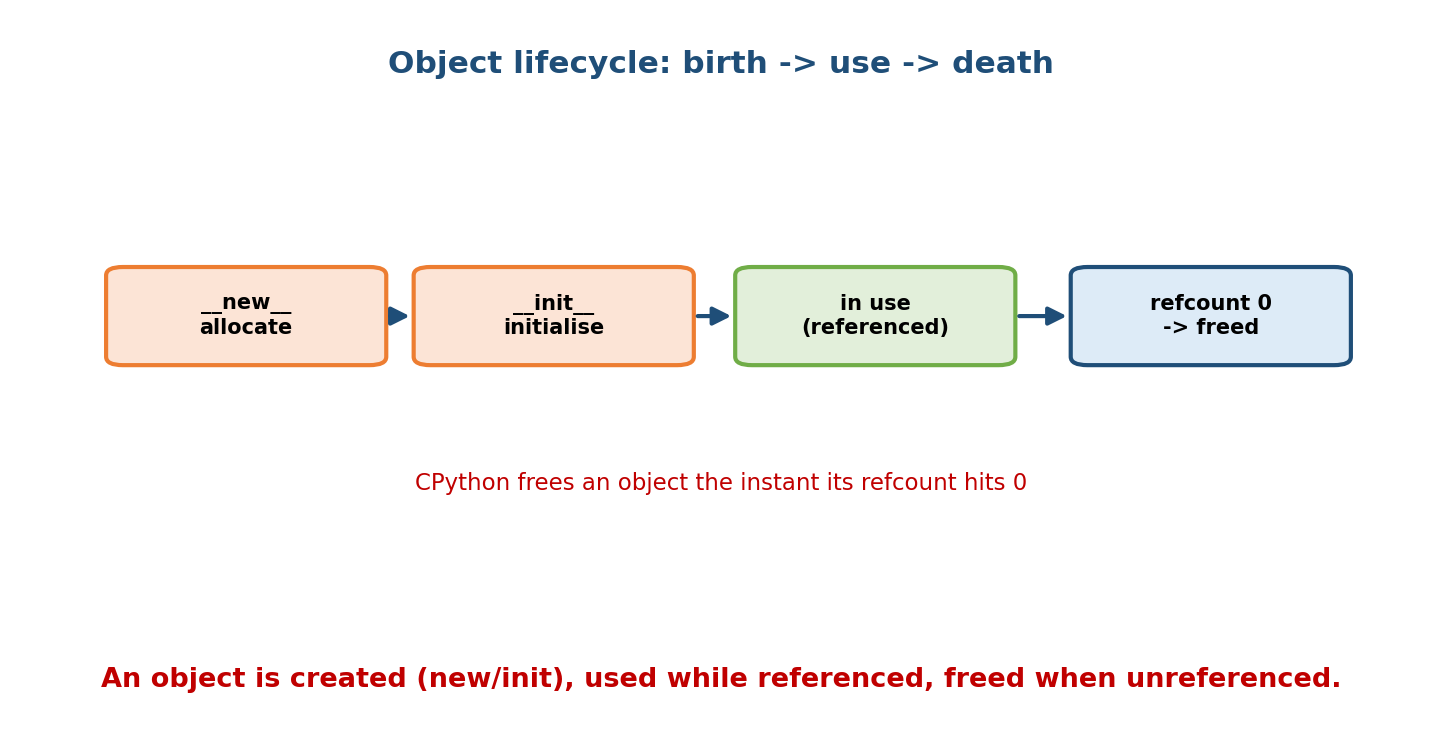 Object lifecycle: birth -> use -> death
__new__
allocate
__init__
initialise
in use
(referenced)
refcount 0
-> freed
CPython frees an object the instant its refcount hits 0
An object is created (new/init), used while referenced, freed when unreferenced.